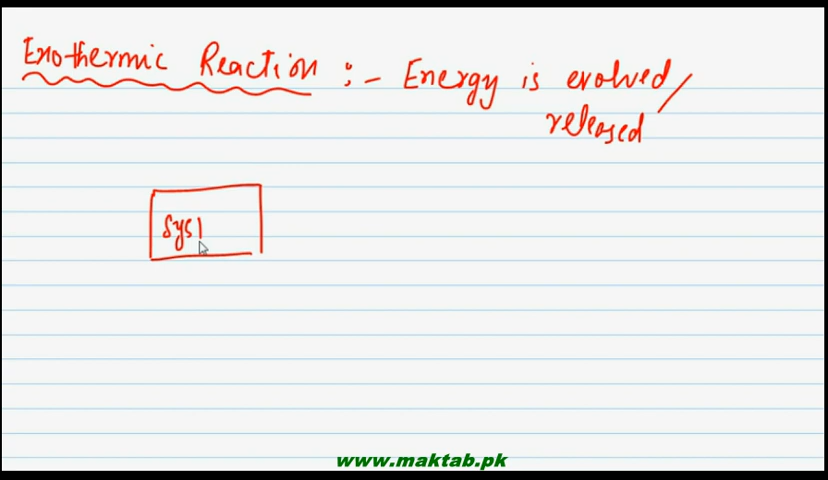 Exothermic Reaction :- Energy is evolved/
released
Syst
www.maktab.pk